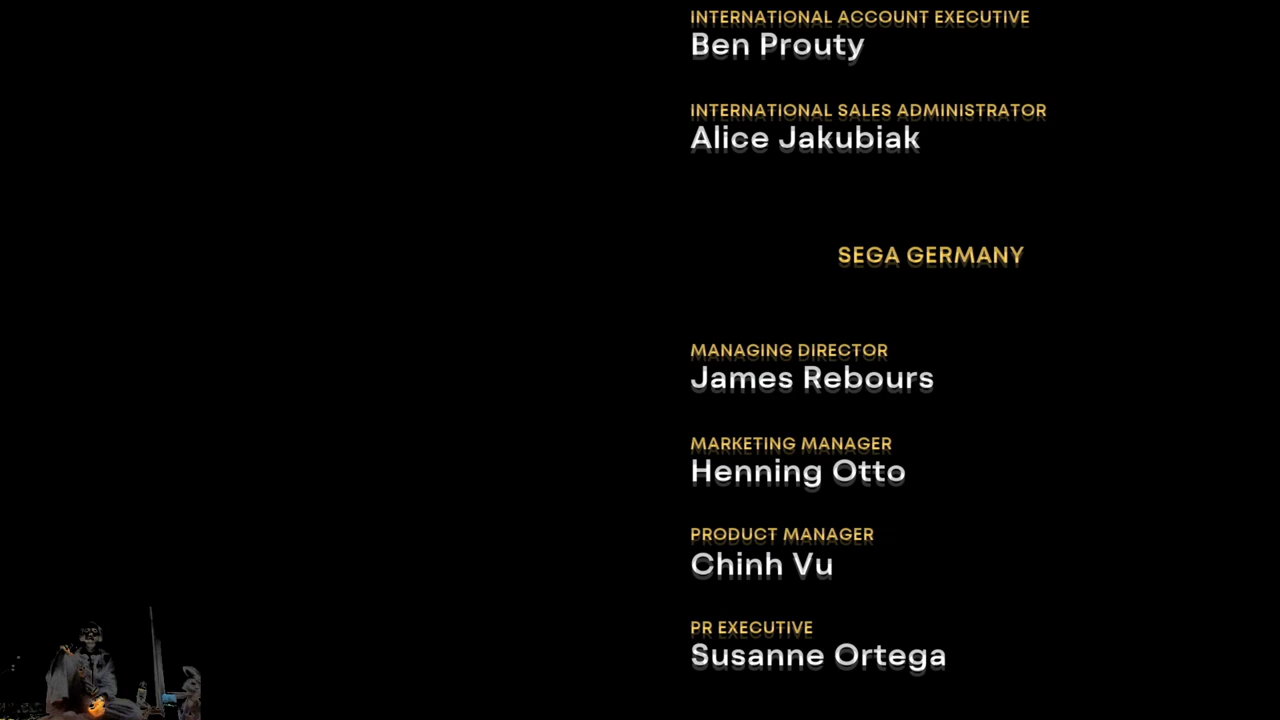 INTERNATIONAL ACCOUNT EXECUTIVE
Ben Prouty
INTERNATIONAL SALES ADMINISTRATOR
Alice Jakubiak
SEGA GERMANY
MANAGING DIRECTOR
James Rebours
MARKETING MANAGER
Henning Otto
PRODUCT MANAGER
Chinh Vu
PR EXECUTIVE
Susanne Ortega